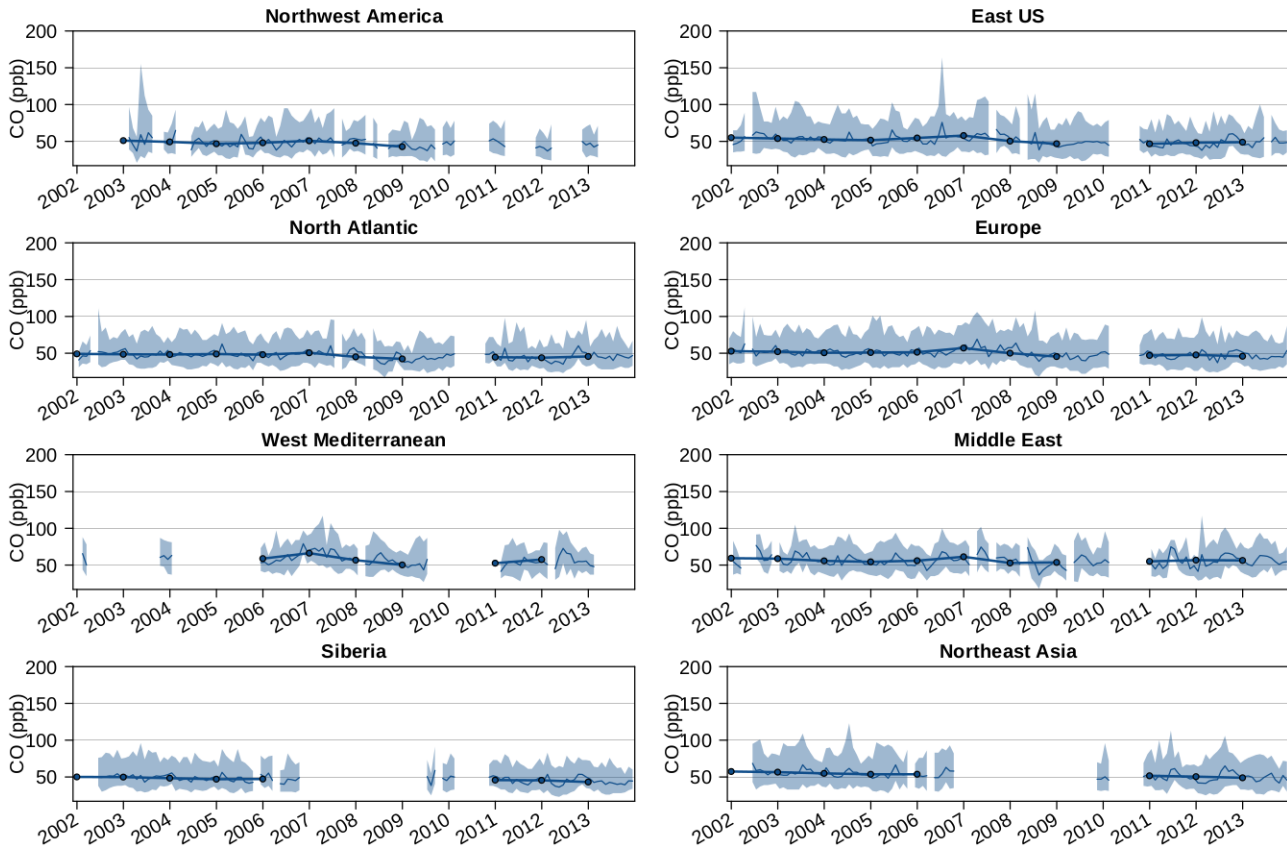 Northwest America
CO (ppb)
200
150
100
50
2002 2003 2004 2005 2006 2007 2008 2009 2010 2011 2012 2013
East US
CO (ppb)
200
150
100
50
2002 2003 2004 2005 2006 2007 2008 2009 2010 2011 2012 2013
North Atlantic
CO (ppb)
200
150
100
50
2002 2003 2004 2005 2006 2007 2008 2009 2010 2011 2012 2013
Europe
CO (ppb)
200
150
100
50
2002 2003 2004 2005 2006 2007 2008 2009 2010 2011 2012 2013
West Mediterranean
CO (ppb)
200
150
100
50
2002 2003 2004 2005 2006 2007 2008 2009 2010 2011 2012 2013
Middle East
CO (ppb)
200
150
100
50
2002 2003 2004 2005 2006 2007 2008 2009 2010 2011 2012 2013
Siberia
CO (ppb)
200
150
100
50
2002 2003 2004 2005 2006 2007 2008 2009 2010 2011 2012 2013
Northeast Asia
CO (ppb)
200
150
100
50
2002 2003 2004 2005 2006 2007 2008 2009 2010 2011 2012 2013